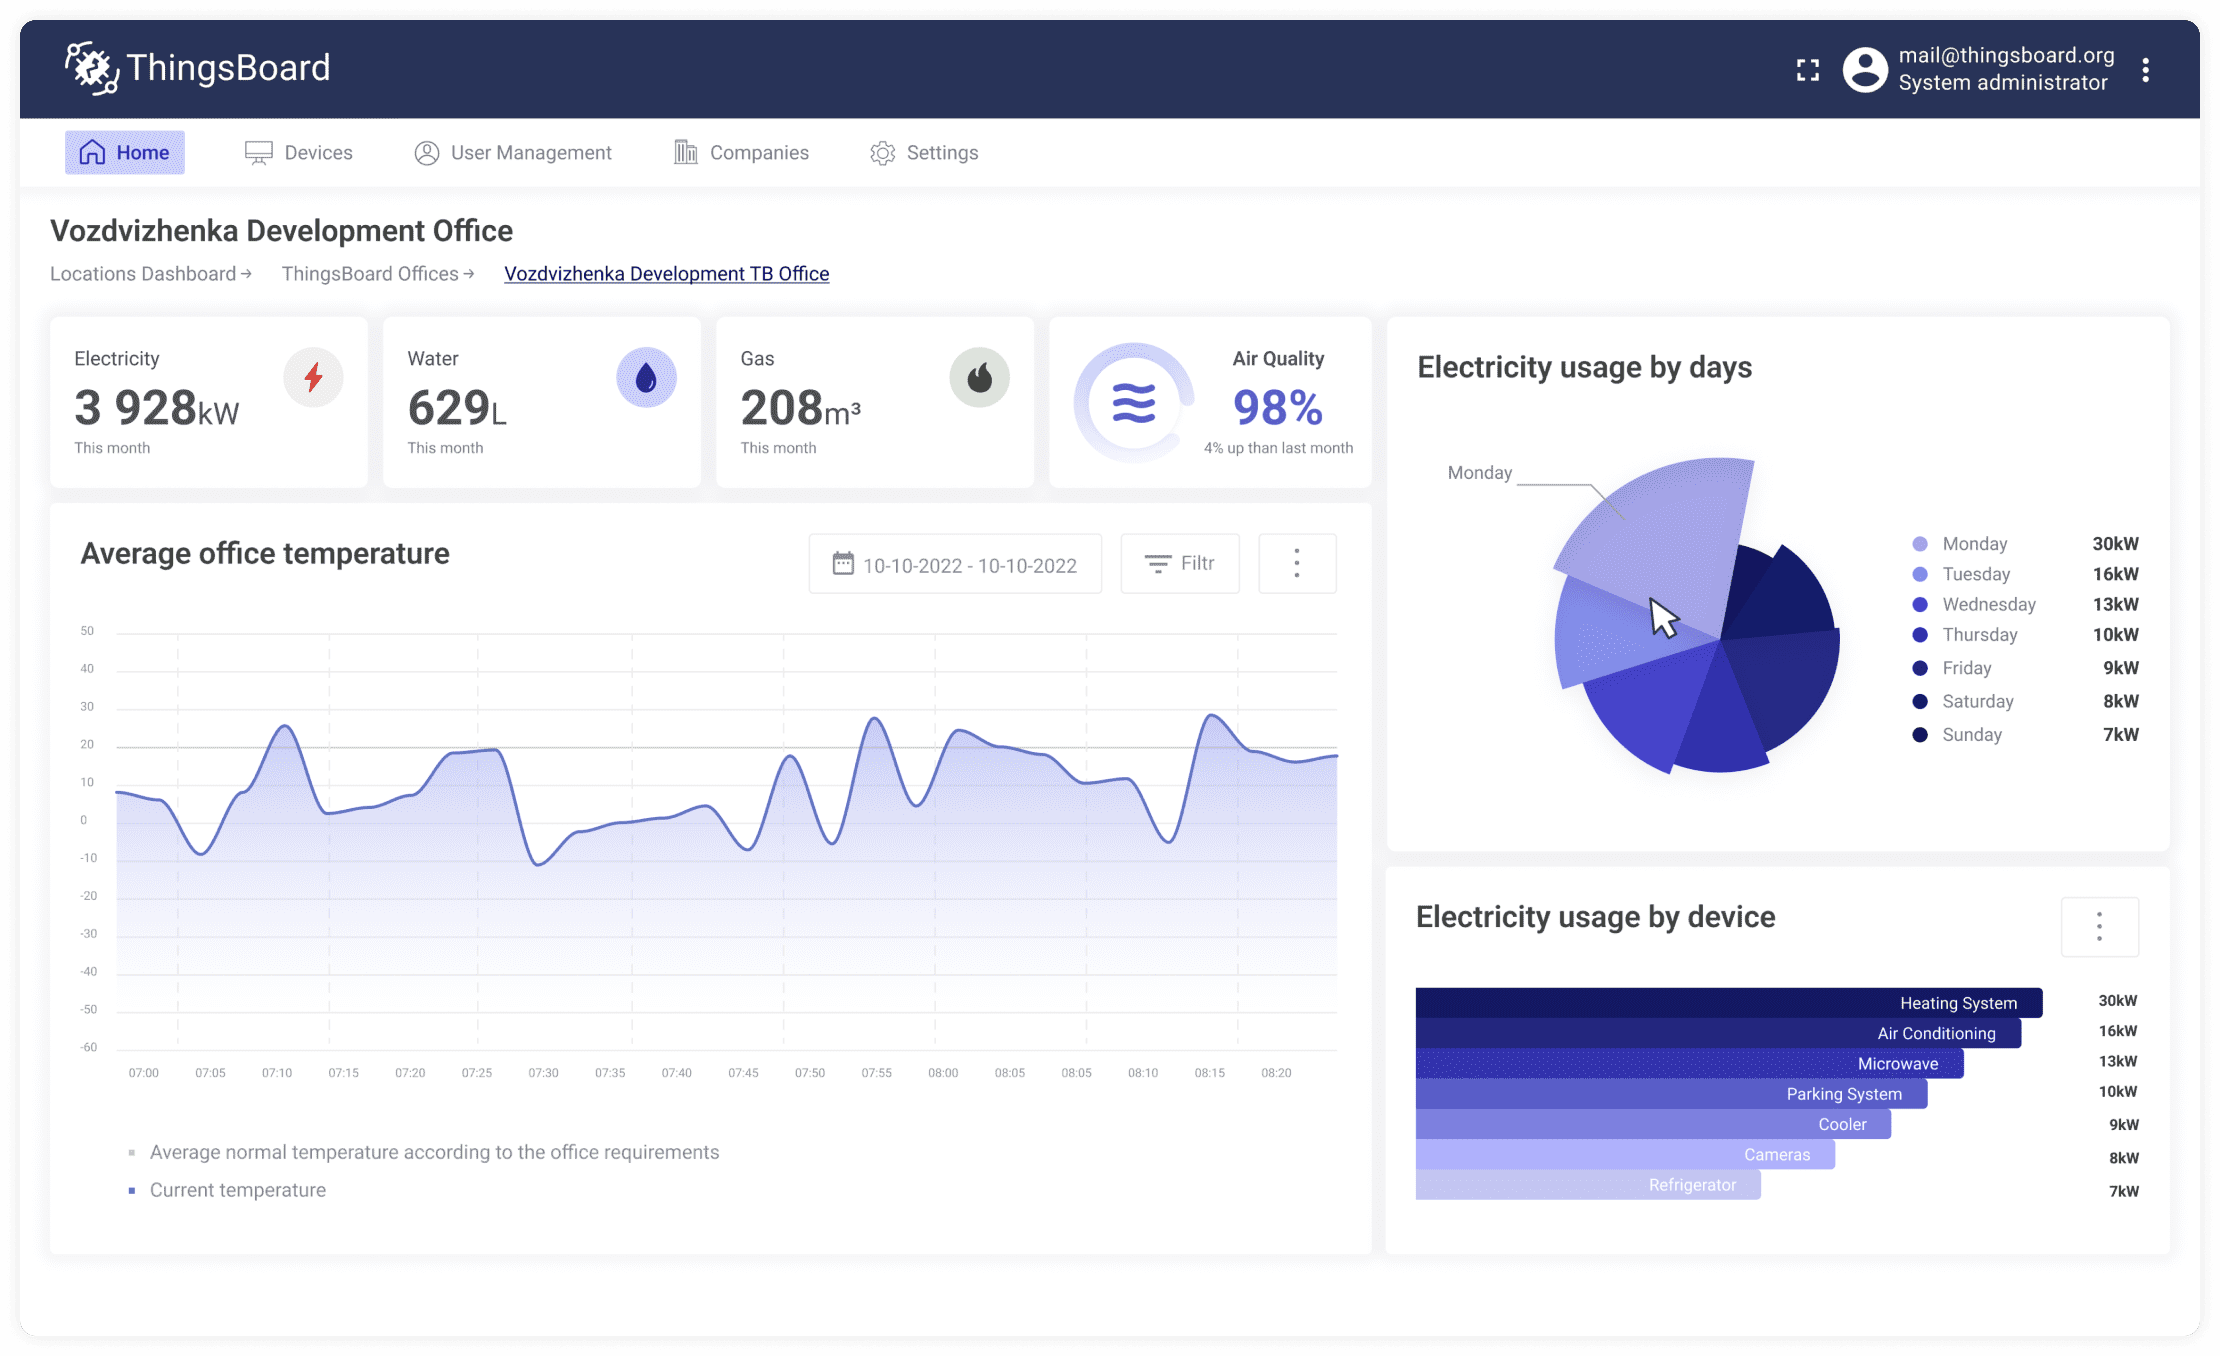 ThingsBoard
mail@thingsboard.org
System administrator
Home
Devices
User Management
Companies
Settings
Vozdvizhenka Development Office
Locations Dashboard → ThingsBoard Offices → Vozdvizhenka Development TB Office
Electricity
3 928kW
This month
Water
629L
This month
Gas
208m³
This month
Air Quality
98%
4% up than last month
Average office temperature
10-10-2022 - 10-10-2022
Filtr
50
40
30
20
10
0
-10
-20
-30
-40
-50
-60
07:00 07:05 07:10 07:15 07:20 07:25 07:30 07:35 07:40 07:45 07:50 07:55 08:00 08:05 08:05 08:10 08:15 08:20
Average normal temperature according to the office requirements
Current temperature
Electricity usage by days
Monday
Monday 30kW
Tuesday 16kW
Wednesday 13kW
Thursday 10kW
Friday 9kW
Saturday 8kW
Sunday 7kW
Electricity usage by device
Heating System 30kW
Air Conditioning 16kW
Microwave 13kW
Parking System 10kW
Cooler 9kW
Cameras 8kW
Refrigerator 7kW